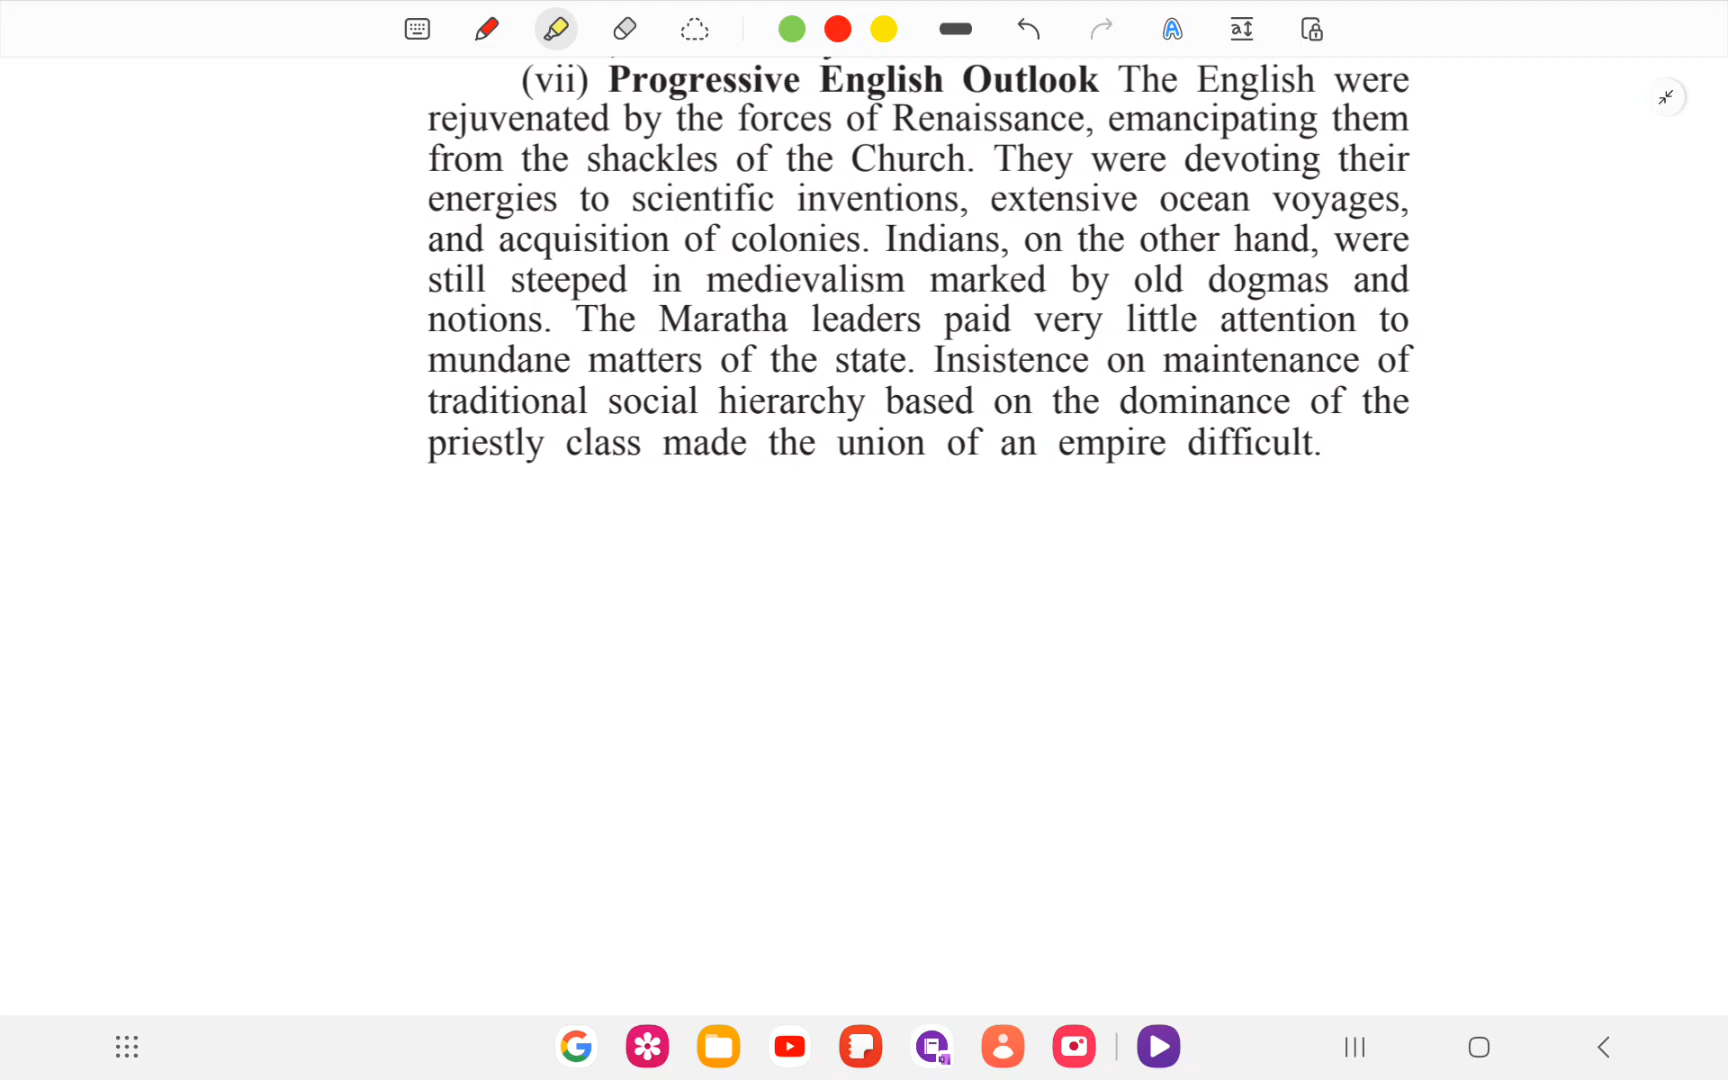 (vii) Progressive English Outlook The English were
rejuvenated by the forces of Renaissance, emancipating them
from the shackles of the Church. They were devoting their
energies to scientific inventions, extensive ocean voyages,
and acquisition of colonies. Indians, on the other hand, were
still steeped in medievalism marked by old dogmas and
notions. The Maratha leaders paid very little attention to
mundane matters of the state. Insistence on maintenance of
traditional social hierarchy based on the dominance of the
priestly class made the union of an empire difficult.